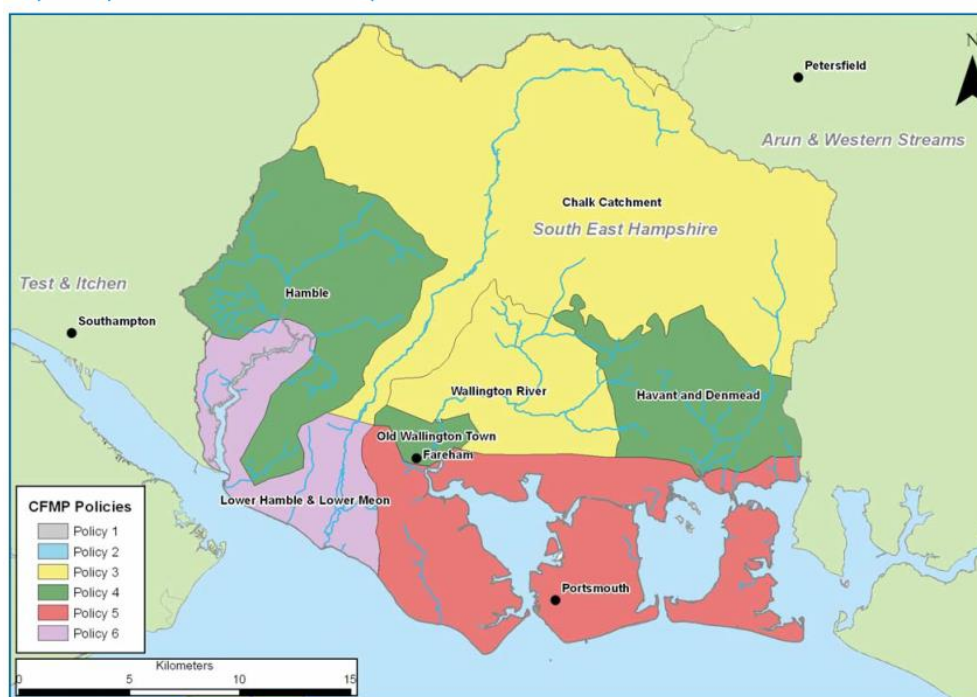 N
Petersfield
Arun & Western Streams
Chalk Catchment
South East Hampshire
Test & Itchen
Hamble
Southampton
Wallington River
Havant and Denmead
Old Wallington Town
Fareham
Lower Hamble & Lower Meon
Portsmouth
CFMP Policies
Policy 1
Policy 2
Policy 3
Policy 4
Policy 5
Policy 6
Kilometers
0 5 10 15